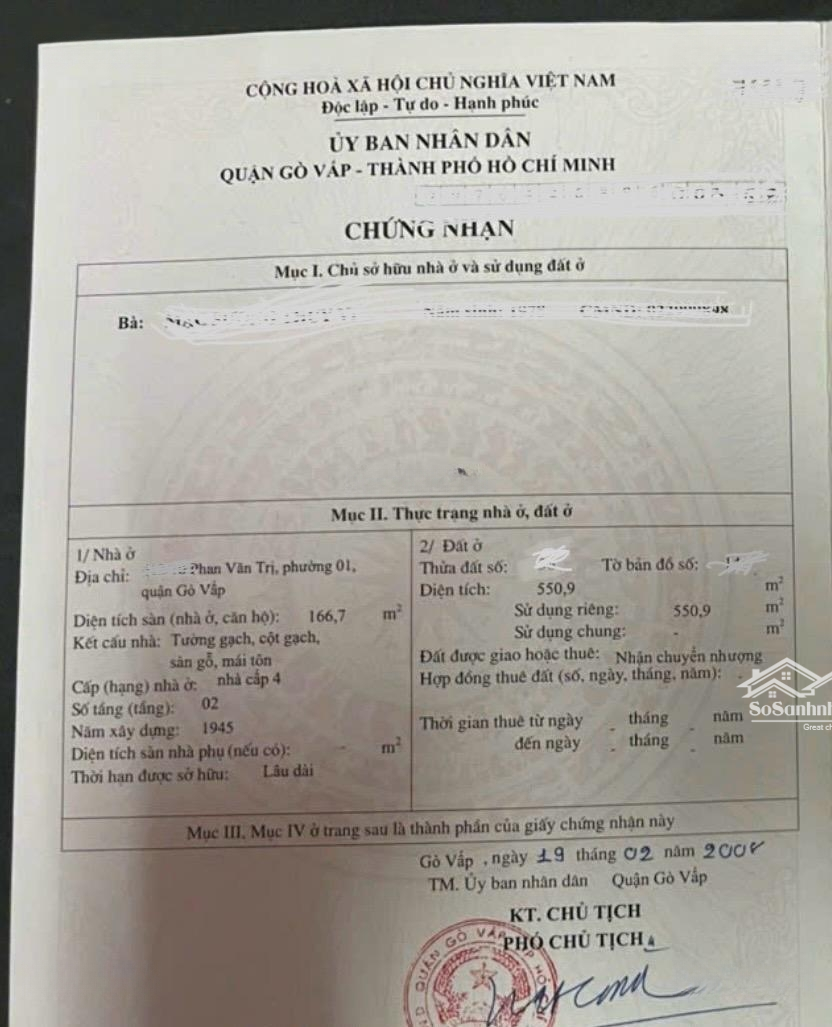 CỘNG HOÀ XÃ HỘI CHỦ NGHĨA VIỆT NAM
Độc lập - Tự do - Hạnh phúc
ỦY BAN NHÂN DÂN
QUẬN GÒ VẤP - THÀNH PHỐ HỒ CHÍ MINH
CHỨNG NHẬN
Mục I. Chủ sở hữu nhà ở và sử dụng đất ở
Bà:
Mục II. Thực trạng nhà ở, đất ở
1/ Nhà ở
Địa chỉ: Phan Văn Trị, phường 01,
quận Gò Vấp
Diện tích sàn (nhà ở, căn hộ): 166,7 m²
Kết cấu nhà: Tường gạch, cột gạch,
sàn gỗ, mái tôn
Cấp (hạng) nhà ở: nhà cấp 4
Số tầng (tầng): 02
Năm xây dựng: 1945
Diện tích sàn nhà phụ (nếu có): - m²
Thời hạn được sở hữu: Lâu dài
2/ Đất ở
Thửa đất số: Tờ bản đồ số:
Diện tích: 550,9 m²
Sử dụng riêng: 550,9 m²
Sử dụng chung: - m²
Đất được giao hoặc thuê: Nhận chuyển nhượng
Hợp đồng thuê đất (số, ngày, tháng, năm): -
Thời gian thuê từ ngày - tháng - năm
đến ngày - tháng - năm
SoSanhnh
Great ch
Mục III, Mục IV ở trang sau là thành phần của giấy chứng nhận này
Gò Vấp, ngày 19 tháng 02 năm 2008
TM. Ủy ban nhân dân Quận Gò Vấp
KT. CHỦ TỊCH
PHÓ CHỦ TỊCH
QUẬN GÒ VẤP